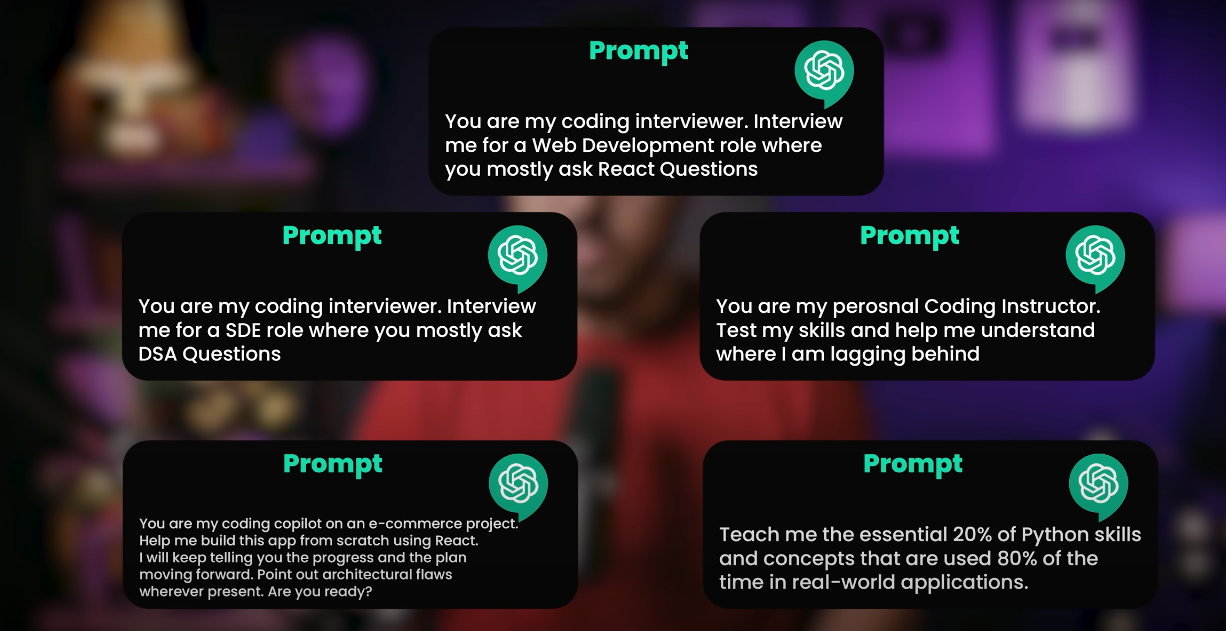 Prompt
You are my coding interviewer. Interview
me for a Web Development role where
you mostly ask React Questions
Prompt
You are my coding interviewer. Interview
me for a SDE role where you mostly ask
DSA Questions
Prompt
You are my perosnal Coding Instructor.
Test my skills and help me understand
where I am lagging behind
Prompt
You are my coding copilot on an e-commerce project.
Help me build this app from scratch using React.
I will keep telling you the progress and the plan
moving forward. Point out architectural flaws
wherever present. Are you ready?
Prompt
Teach me the essential 20% of Python skills
and concepts that are used 80% of the
time in real-world applications.